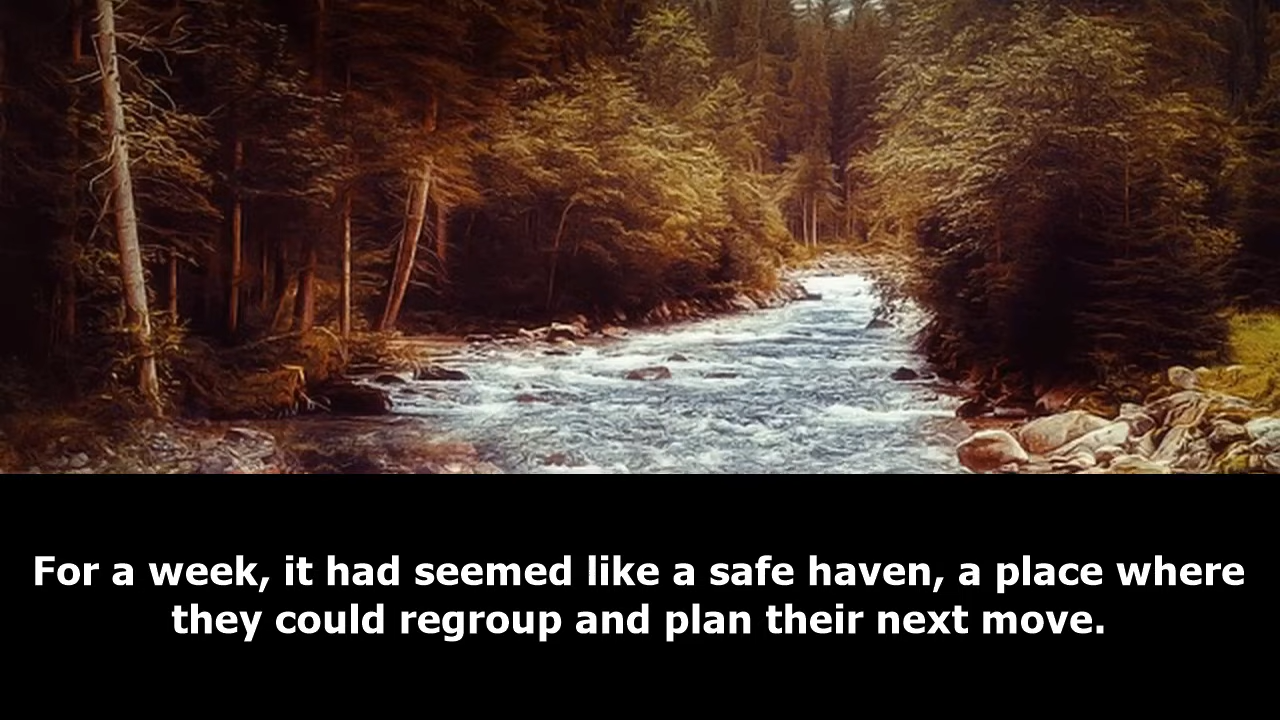 For a week, it had seemed like a safe haven, a place where
they could regroup and plan their next move.